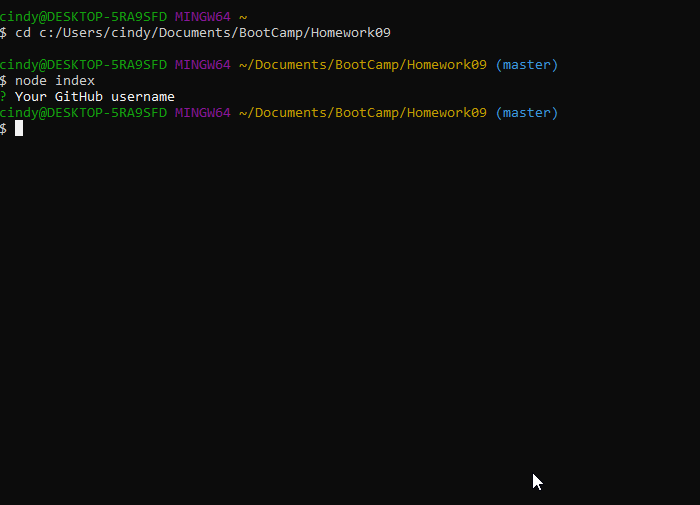 cindy@DESKTOP-5RA9SFD MINGW64 ~
$ cd c:/Users/cindy/Documents/BootCamp/Homework09
cindy@DESKTOP-5RA9SFD MINGW64 ~/Documents/BootCamp/Homework09 (master)
$ node index
? Your GitHub username
cindy@DESKTOP-5RA9SFD MINGW64 ~/Documents/BootCamp/Homework09 (master)
$